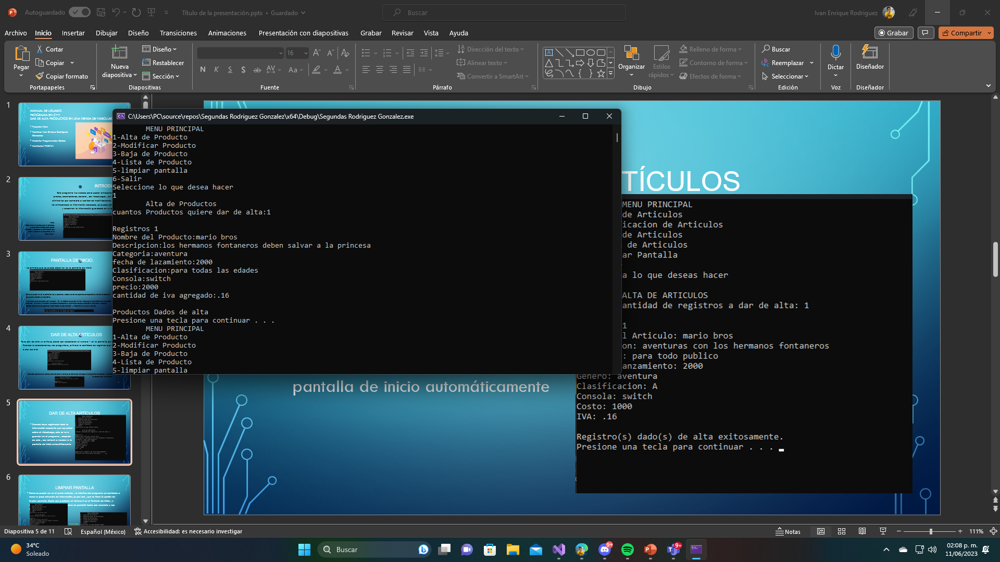 Autoguardado
Título de la presentación.pptx • Guardado
Buscar
Ivan Enrique Rodriguez
Archivo
Inicio
Insertar
Dibujar
Diseño
Transiciones
Animaciones
Presentación con diapositivas
Grabar
Revisar
Vista
Ayuda
Grabar
Compartir
Pegar
Cortar
Copiar
Copiar formato
Portapapeles
Nueva diapositiva
Diseño
Restablecer
Sección
Diapositivas
16
N K S S ab AV Aa A
Fuente
Párrafo
Dirección del texto
Alinear texto
Convertir a SmartArt
Organizar
Estilos rápidos
Relleno de forma
Contorno de forma
Efectos de forma
Dibujo
Buscar
Reemplazar
Seleccionar
Edición
Dictar
Voz
Diseñador
Diseñador
1
MANUAL DE USUARIO
PROGRAMA EN C++
2
3
PANTALLA DE INICIO.
4
DAR DE ALTA ARTÍCULOS
5
DAR DE ALTA ARTÍCULOS
6
LIMPIAR PANTALLA
C:\Users\PC\source\repos\Segundas Rodriguez Gonzalez\x64\Debug\Segundas Rodriguez Gonzalez.exe
MENU PRINCIPAL
1-Alta de Producto
2-Modificar Producto
3-Baja de Producto
4-Lista de Producto
5-limpiar pantalla
6-Salir
Seleccione lo que desea hacer
1
Alta de Productos
cuantos Productos quiere dar de alta:1
Registros 1
Nombre del Producto:mario bros
Descripcion:los hermanos fontaneros deben salvar a la princesa
Categoria:aventura
fecha de lazamiento:2000
Clasificacion:para todas las edades
Consola:switch
precio:2000
cantidad de iva agregado:.16
Productos Dados de alta
Presione una tecla para continuar . . .
MENU PRINCIPAL
1-Alta de Producto
2-Modificar Producto
3-Baja de Producto
4-Lista de Producto
5-limpiar pantalla
TÍCULOS
pantalla de inicio automáticamente
MENU PRINCIPAL
de Articulos
icacion de Articulos
de Articulos
de Articulos
ar Pantalla
a lo que deseas hacer
ALTA DE ARTICULOS
antidad de registros a dar de alta: 1
1
l Articulo: mario bros
on: aventuras con los hermanos fontaneros
: para todo publico
anzamiento: 2000
Genero: aventura
Clasificacion: A
Consola: switch
Costo: 1000
IVA: .16
Registro(s) dado(s) de alta exitosamente.
Presione una tecla para continuar . . .
Diapositiva 5 de 11
Español (México)
Accesibilidad: es necesario investigar
Notas
111%
34°C
Soleado
Buscar
9+
9+
02:08 p. m.
11/06/2023